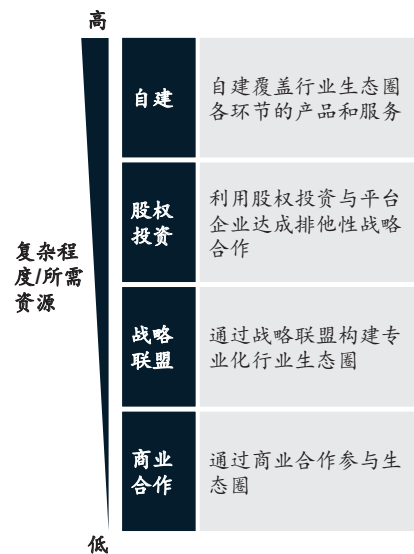 高
自建
自建覆盖行业生态圈
各环节的产品和服务
股权
投资
利用股权投资与平台
企业达成排他性战略
合作
复杂程
度/所需
资源
战略
联盟
通过战略联盟构建专
业化行业生态圈
商业
合作
通过商业合作参与生
态圈
低